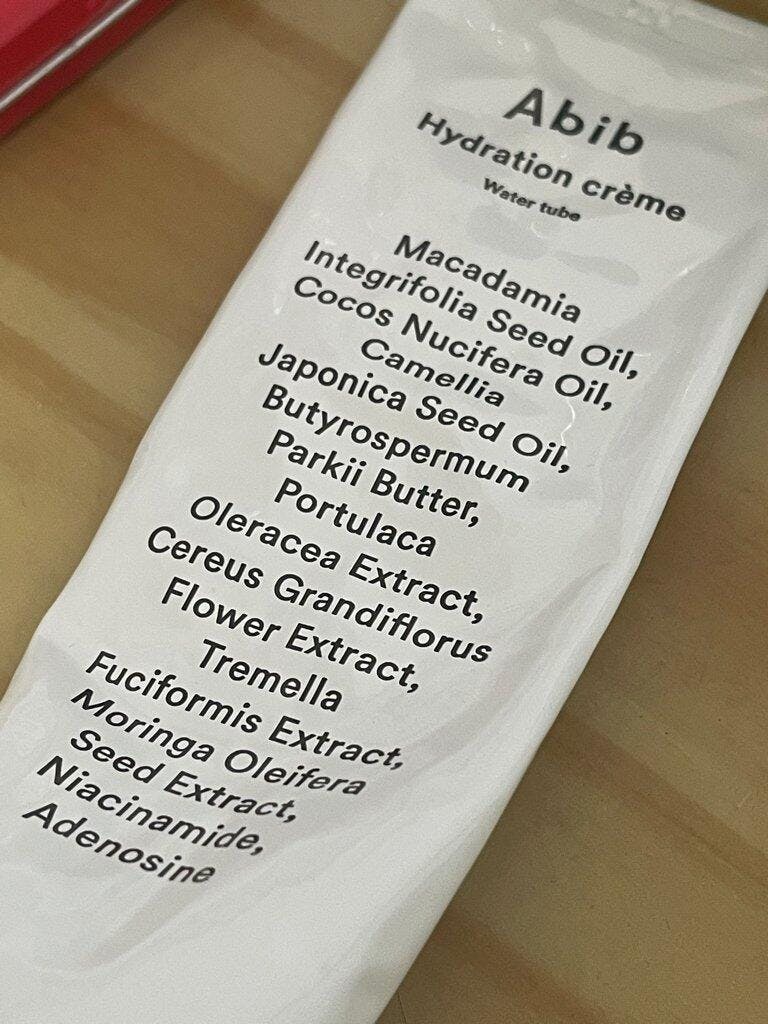 Abib
Hydration crème
Water tube
Macadamia
Integrifolia Seed Oil,
Cocos Nucifera Oil,
Camellia
Japonica Seed Oil,
Butyrospermum
Parkii Butter,
Portulaca
Oleracea Extract,
Cereus Grandiflorus
Flower Extract,
Tremella
Fuciformis Extract,
Moringa Oleifera
Seed Extract,
Niacinamide,
Adenosine